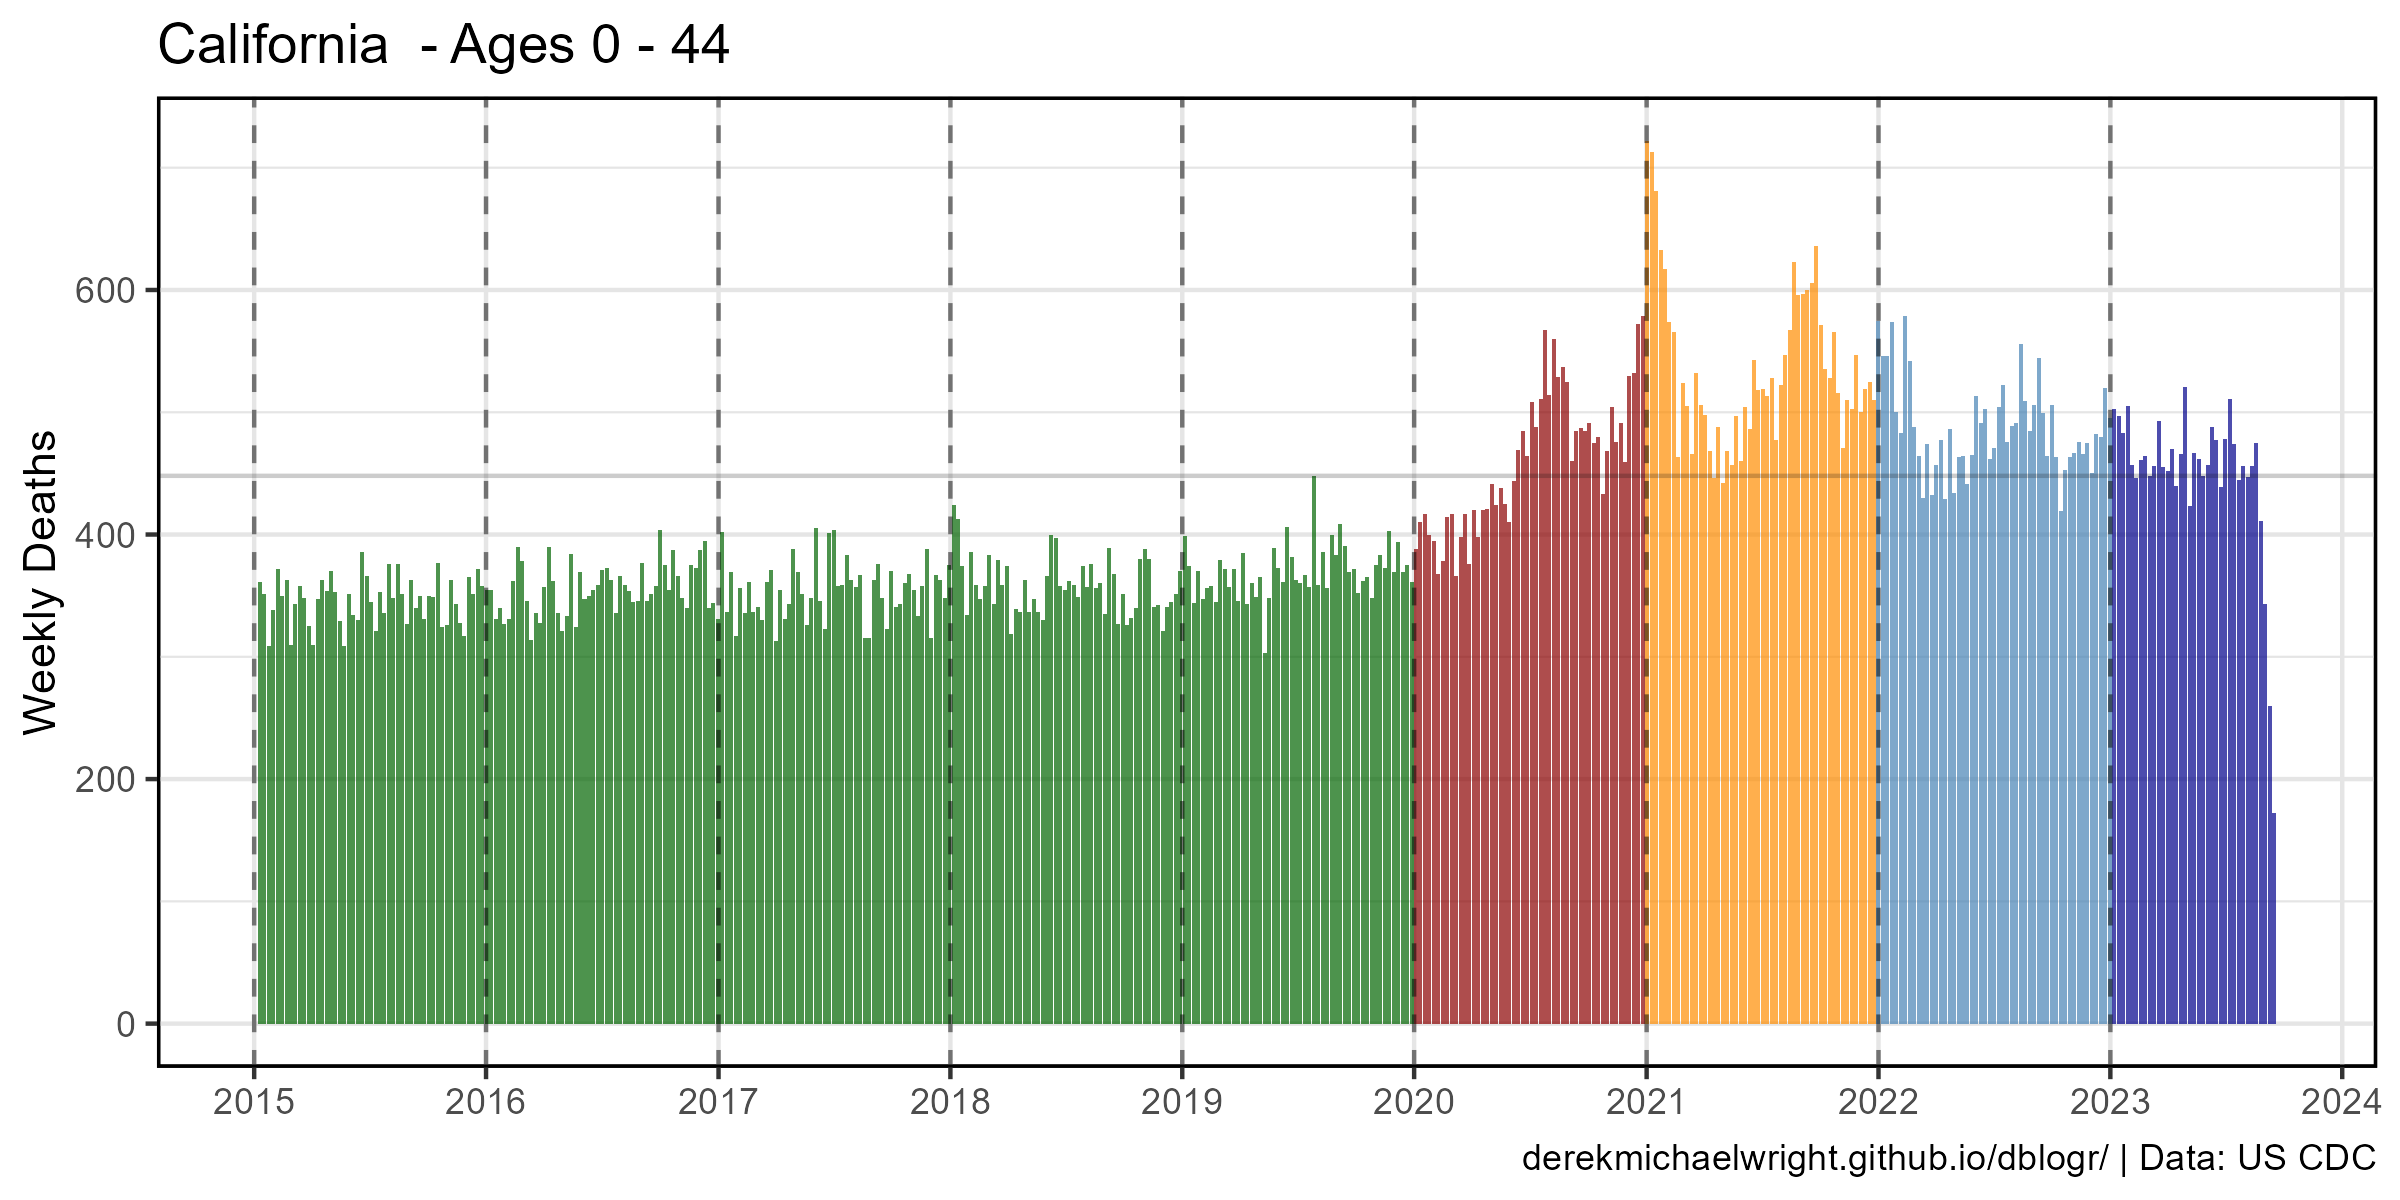 California  - Ages 0 - 44
Weekly Deaths
600
400
200
0
2015 2016 2017 2018 2019 2020 2021 2022 2023 2024
derekmichaelwright.github.io/dblogr/ | Data: US CDC